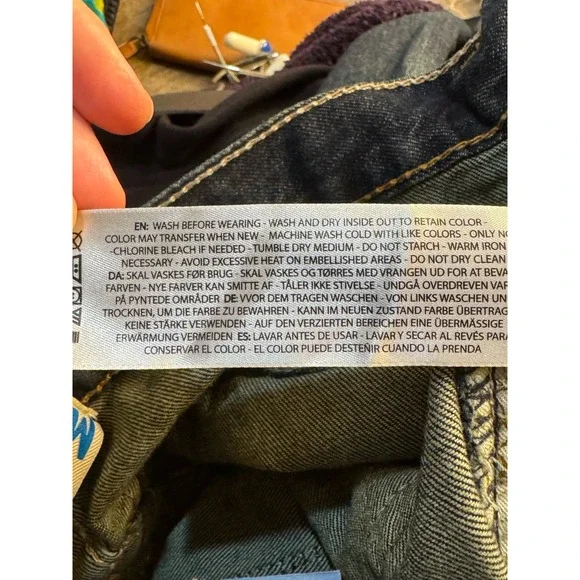 EN: WASH BEFORE WEARING - WASH AND DRY INSIDE OUT TO RETAIN COLOR -
COLOR MAY TRANSFER WHEN NEW - MACHINE WASH COLD WITH LIKE COLORS - ONLY NO
-CHLORINE BLEACH IF NEEDED - TUMBLE DRY MEDIUM - DO NOT STARCH - WARM IRON
NECESSARY - AVOID EXCESSIVE HEAT ON EMBELLISHED AREAS - DO NOT DRY CLEAN
DA: SKAL VASKES FØR BRUG - SKAL VASKES OG TØRRES MED VRANGEN UD FOR AT BEVA
FARVEN - NYE FARVER KAN SMITTE AF - TÅLER IKKE STIVELSE - UNDGÅ OVERDREVEN VAR
PÅ PYNTEDE OMRÅDER DE: VVOR DEM TRAGEN WASCHEN - VON LINKS WASCHEN UND
TROCKNEN, UM DIE FARBE ZU BEWAHREN - KANN IM NEUEN ZUSTAND FARBE ÜBERTRAG
KEINE STÄRKE VERWENDEN - AUF DEN VERZIERTEN BEREICHEN EINE ÜBERMÄSSIGE
ERWÄRMUNG VERMEIDEN ES: LAVAR ANTES DE USAR - LAVAR Y SECAR AL REVÉS PARA
CONSERVAR EL COLOR - EL COLOR PUEDE DESTEÑIR CUANDO LA PRENDA